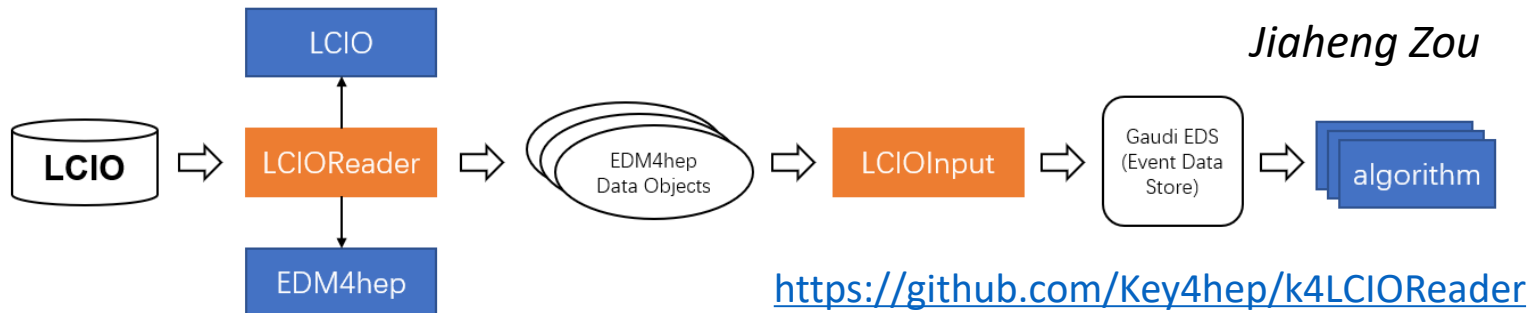 LCIO
Jiaheng Zou
LCIO
LCIOReader
EDM4hep
Data Objects
LCIOInput
Gaudi EDS
(Event Data
Store)
algorithm
EDM4hep
https://github.com/Key4hep/k4LCIOReader